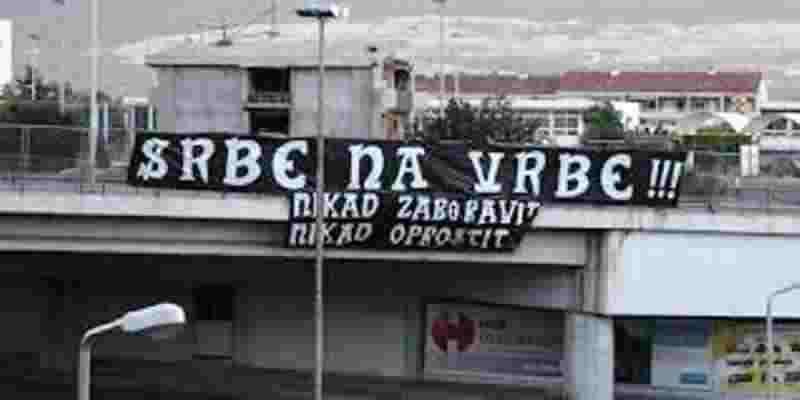 SRBE NA VRBE!!!
NIKAD ZABORAVIT
NIKAD OPROSTIT